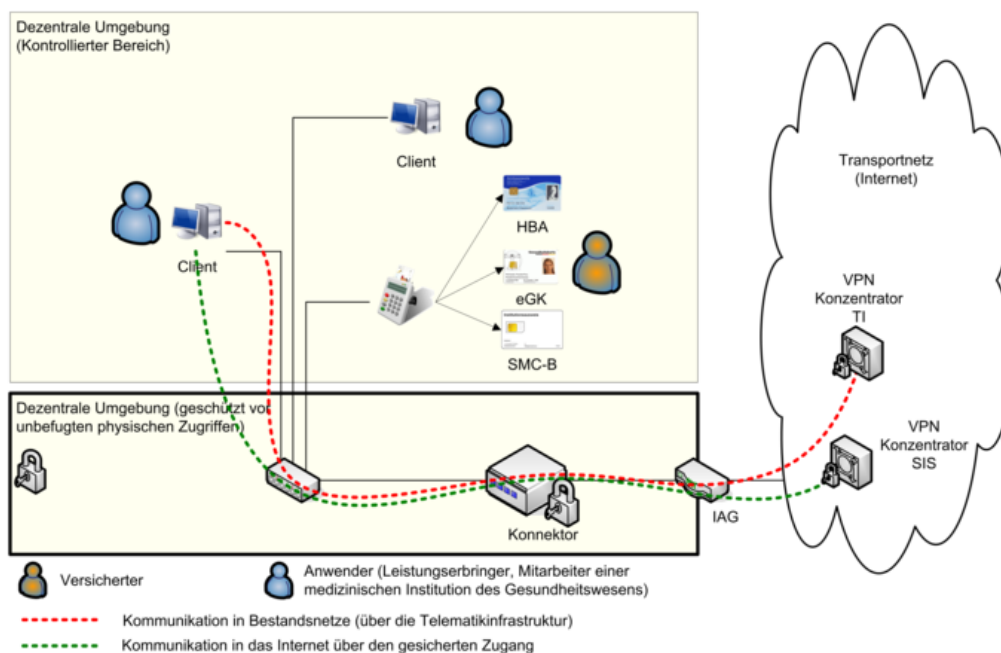 Dezentrale Umgebung
(Kontrollierter Bereich)
Client
Transportnetz
(Internet)
HBA
Client
eGK
VPN
Konzentrator
TI
SMC-B
Dezentrale Umgebung (geschützt vor
unbefugten physischen Zugriffen)
VPN
Konzentrator
SIS
IAG
Konnektor
Versicherter
Anwender (Leistungserbringer, Mitarbeiter einer
medizinischen Institution des Gesundheitswesens)
Kommunikation in Bestandsnetze (über die Telematikinfrastruktur)
Kommunikation in das Internet über den gesicherten Zugang